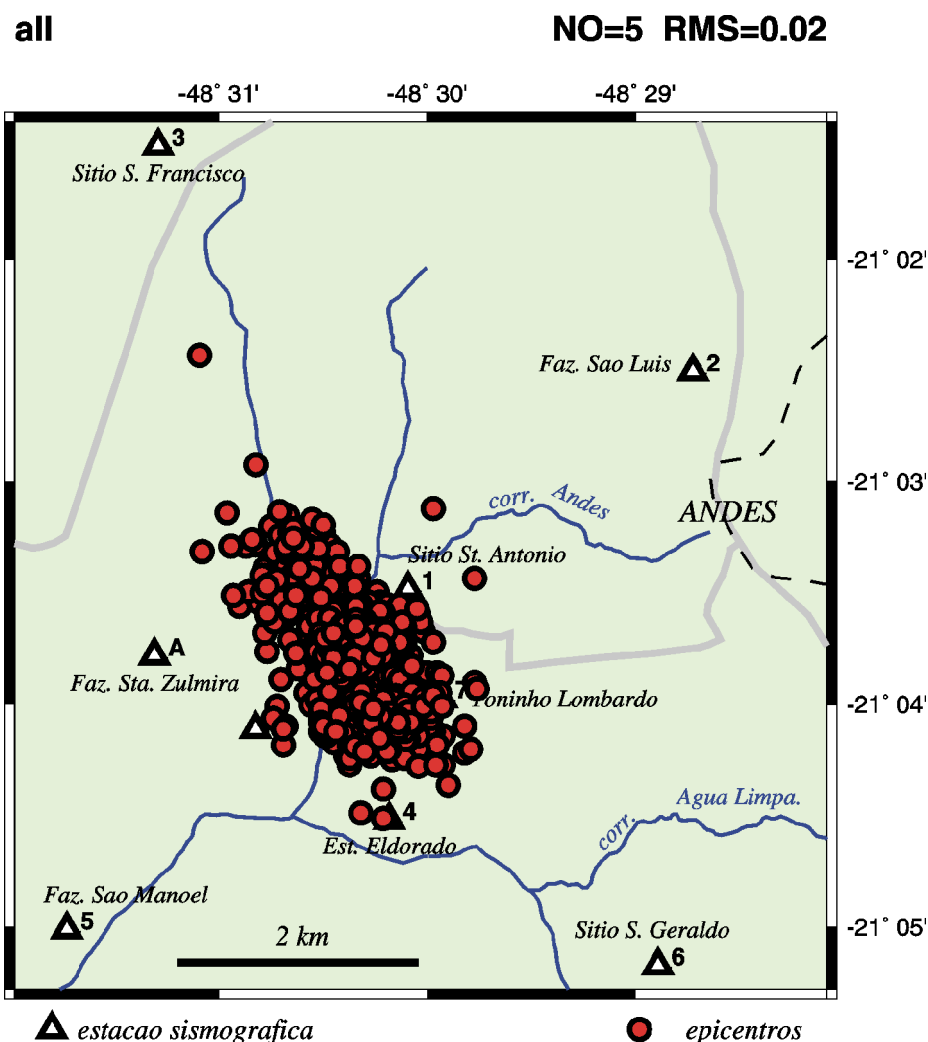 all NO=5 RMS=0.02
-48° 31' -48° 30' -48° 29'
3
Sitio S. Francisco
-21° 02'
Faz. Sao Luis 2
-21° 03'
corr. Andes
ANDES
Sitio St. Antonio
1
A
Faz. Sta. Zulmira
7 Toninho Lombardo
-21° 04'
Agua Limpa.
corr.
4
Est. Eldorado
Faz. Sao Manoel
5
-21° 05'
Sitio S. Geraldo
6
2 km
estacao sismografica epicentros